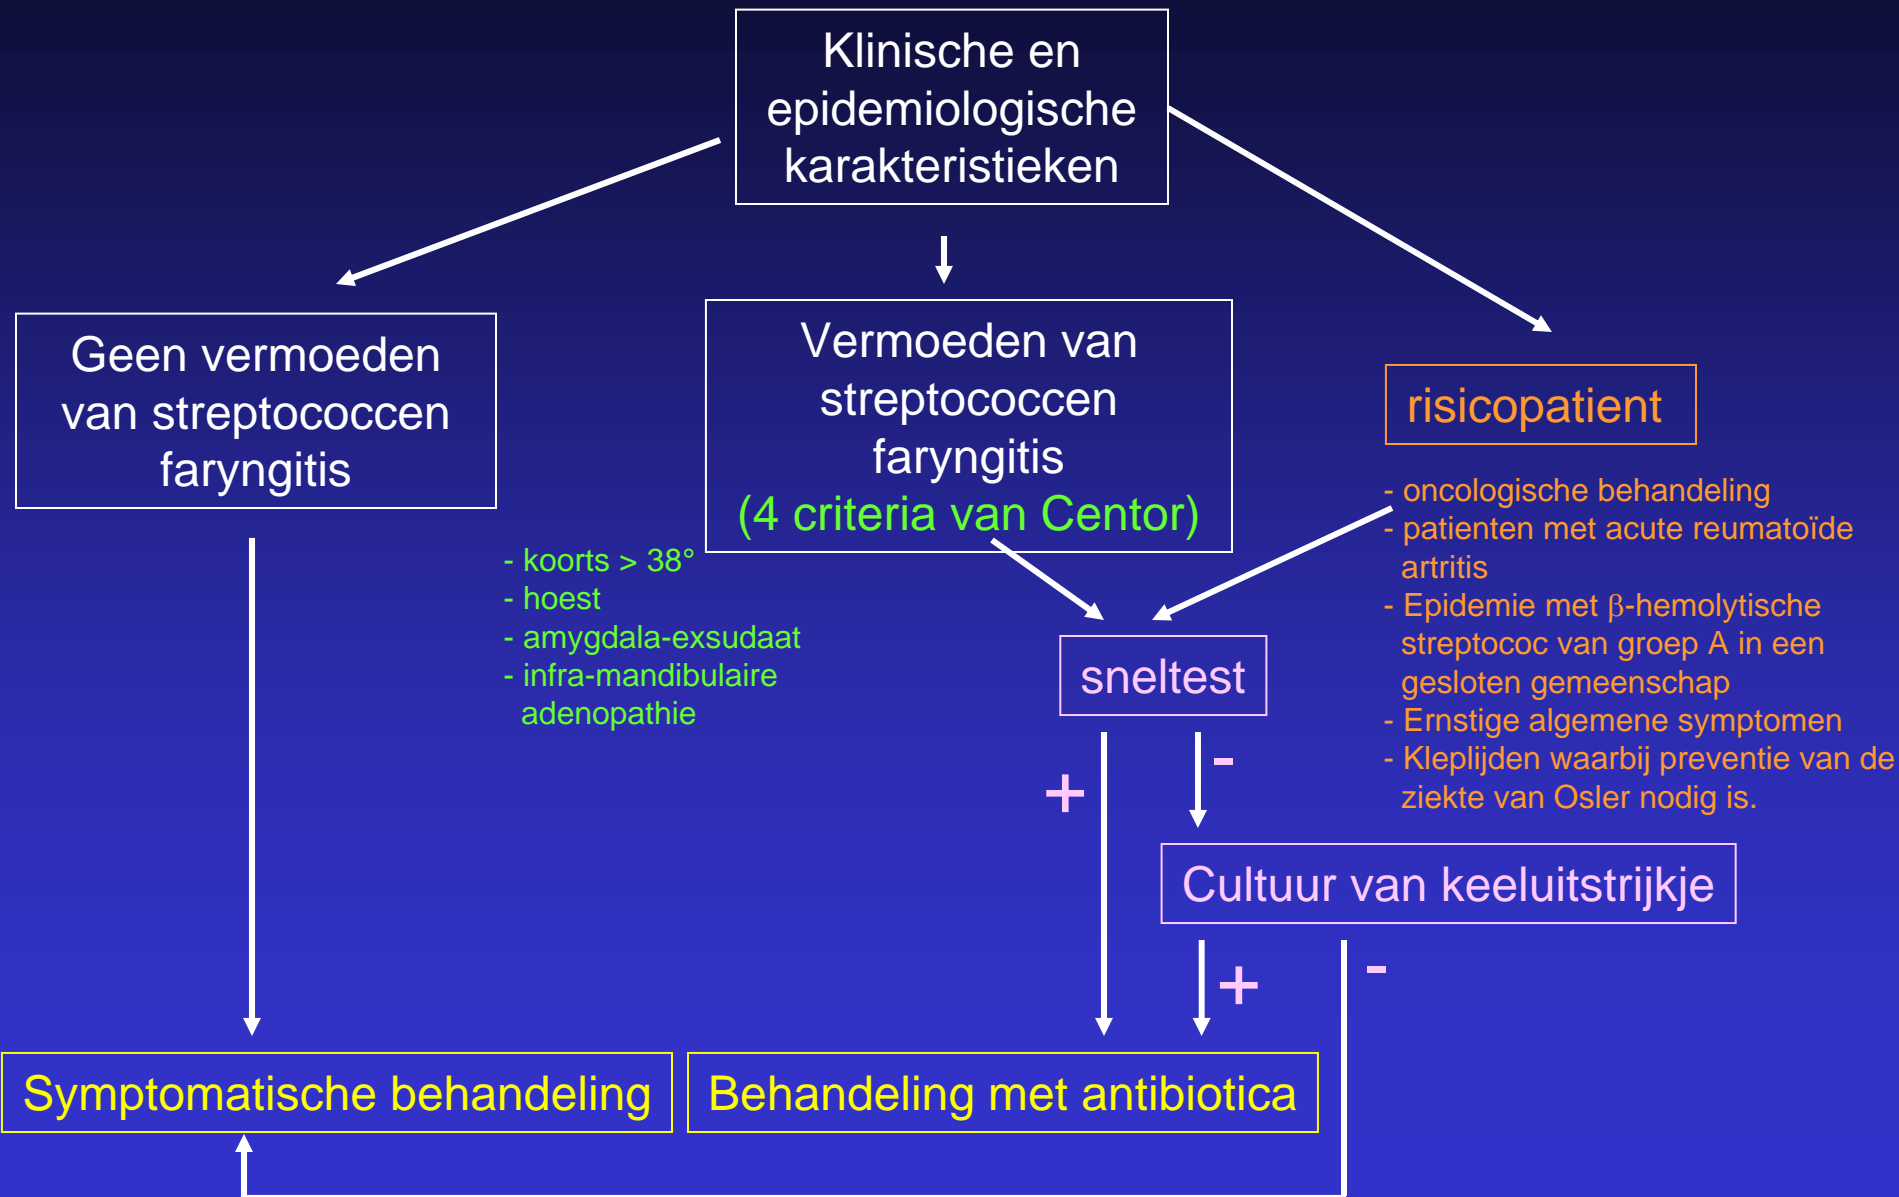 Klinische en
epidemiologische
karakteristieken
Geen vermoeden
van streptococcen
faryngitis
Vermoeden van
streptococcen
faryngitis
(4 criteria van Centor)
risicopatient
- koorts > 38°
- hoest
- amygdala-exsudaat
- infra-mandibulaire
adenopathie
- oncologische behandeling
- patienten met acute reumatoïde
artritis
- Epidemie met β-hemolytische
streptococ van groep A in een
gesloten gemeenschap
- Ernstige algemene symptomen
- Kleplijden waarbij preventie van de
ziekte van Osler nodig is.
sneltest
+
-
Cultuur van keeluitstrijkje
+
-
Symptomatische behandeling
Behandeling met antibiotica